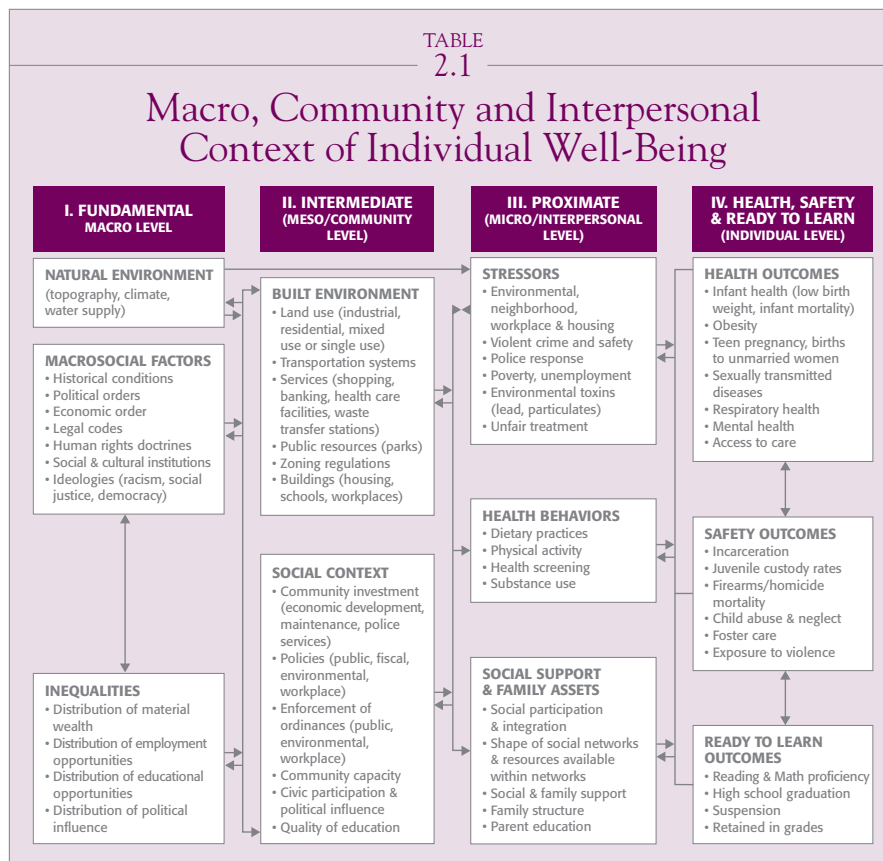 TABLE
2.1
Macro, Community and Interpersonal
Context of Individual Well-Being
I. FUNDAMENTAL
MACRO LEVEL
NATURAL ENVIRONMENT
(topography, climate,
water supply)
MACROSOCIAL FACTORS
• Historical conditions
• Political orders
• Economic order
• Legal codes
• Human rights doctrines
• Social & cultural institutions
• Ideologies (racism, social
justice, democracy)
INEQUALITIES
• Distribution of material
wealth
• Distribution of employment
opportunities
• Distribution of educational
opportunities
• Distribution of political
influence
II. INTERMEDIATE
(MESO/COMMUNITY
LEVEL)
BUILT ENVIRONMENT
• Land use (industrial,
residential, mixed
use or single use)
• Transportation systems
• Services (shopping,
banking, health care
facilities, waste
transfer stations)
• Public resources (parks)
• Zoning regulations
• Buildings (housing,
schools, workplaces)
SOCIAL CONTEXT
• Community investment
(economic development,
maintenance, police
services)
• Policies (public, fiscal,
environmental,
workplace)
• Enforcement of
ordinances (public,
environmental,
workplace)
• Community capacity
• Civic participation &
political influence
• Quality of education
III. PROXIMATE
(MICRO/INTERPERSONAL
LEVEL)
STRESSORS
• Environmental,
neighborhood,
workplace & housing
• Violent crime and safety
• Police response
• Poverty, unemployment
• Environmental toxins
(lead, particulates)
• Unfair treatment
HEALTH BEHAVIORS
• Dietary practices
• Physical activity
• Health screening
• Substance use
SOCIAL SUPPORT
& FAMILY ASSETS
• Social participation
& integration
• Shape of social networks
& resources available
within networks
• Social & family support
• Family structure
• Parent education
IV. HEALTH, SAFETY
& READY TO LEARN
(INDIVIDUAL LEVEL)
HEALTH OUTCOMES
• Infant health (low birth
weight, infant mortality)
• Obesity
• Teen pregnancy, births
to unmarried women
• Sexually transmitted
diseases
• Respiratory health
• Mental health
• Access to care
SAFETY OUTCOMES
• Incarceration
• Juvenile custody rates
• Firearms/homicide
mortality
• Child abuse & neglect
• Foster care
• Exposure to violence
READY TO LEARN
OUTCOMES
• Reading & Math proficiency
• High school graduation
• Suspension
• Retained in grades